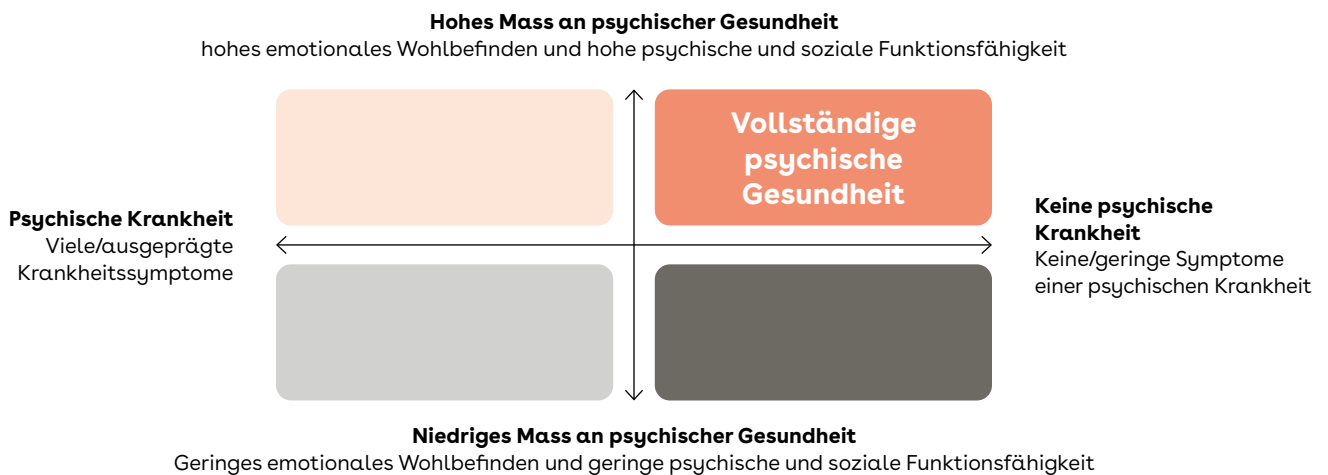 Hohes Mass an psychischer Gesundheit
hohes emotionales Wohlbefinden und hohe psychische und soziale Funktionsfähigkeit
Vollständige
psychische
Gesundheit
Psychische Krankheit
Viele/ausgeprägte
Krankheitssymptome
Keine psychische
Krankheit
Keine/geringe Symptome
einer psychischen Krankheit
Niedriges Mass an psychischer Gesundheit
Geringes emotionales Wohlbefinden und geringe psychische und soziale Funktionsfähigkeit